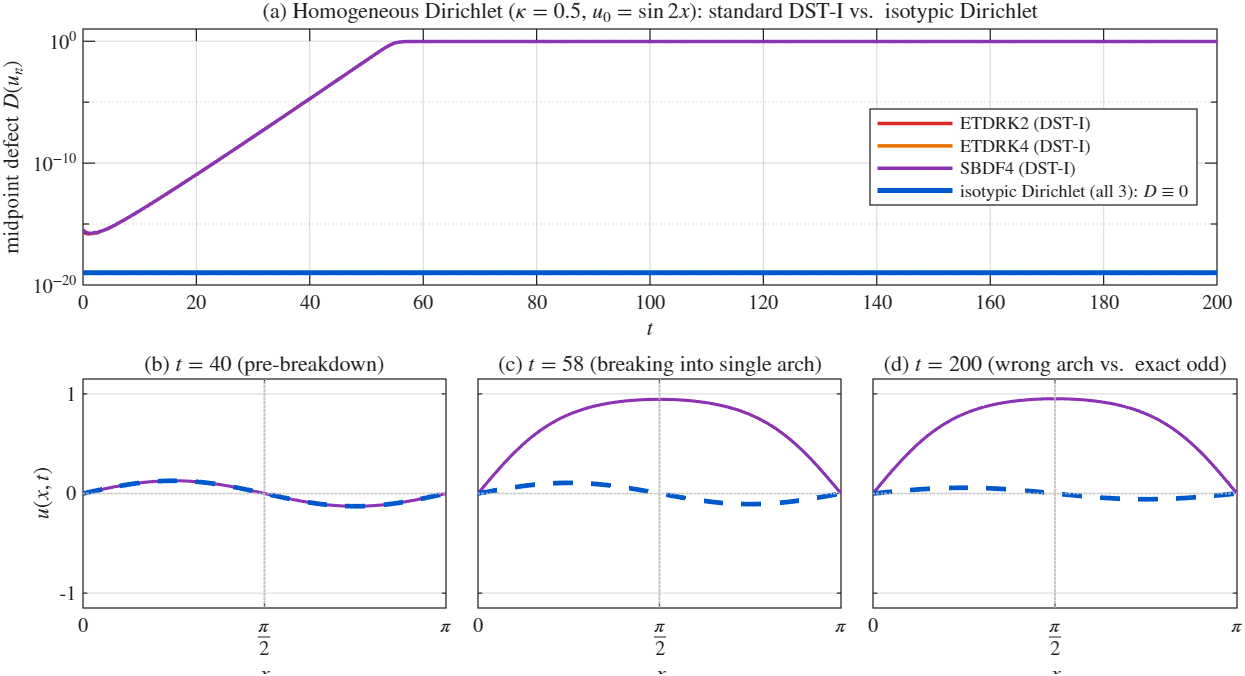 (a) Homogeneous Dirichlet (κ = 0.5, u₀ = sin 2x): standard DST-I vs. isotypic Dirichlet
midpoint defect D(uₙ)
10⁰
10⁻¹⁰
10⁻²⁰
ETDRK2 (DST-I)
ETDRK4 (DST-I)
SBDF4 (DST-I)
isotypic Dirichlet (all 3): D ≡ 0
0 20 40 60 80 100 120 140 160 180 200
t
(b) t = 40 (pre-breakdown)
(c) t = 58 (breaking into single arch)
(d) t = 200 (wrong arch vs. exact odd)
u(x, t)
1
0
-1
0 π/2 π
0 π/2 π
0 π/2 π